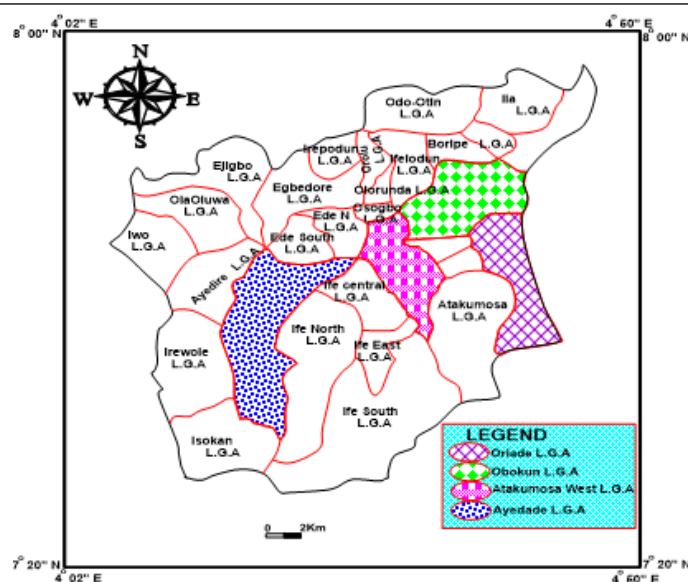 4° 02" E
4° 60" E
8° 00" N
8° 00" N
N
W E
S
Odo-Otin
L.G.A
Ila
L.G.A
Irepodun
L.G.A
Orolu
L.G.A
Ifelodun
L.G.A
Boripe
L.G.A
Ejigbo
L.G.A
Egbedore
L.G.A
Olorunda L.G.A
OlaOluwa
L.G.A
Osogbo
L.G.A
Ede N
L.G.A
Iwo
L.G.A
Ede South
L.G.A
Ayedire L.G.A
Ife central
L.G.A
Atakumosa
L.G.A
Ife North
L.G.A
Irewole
L.G.A
Ife East
L.G.A
Ife South
L.G.A
Isokan
L.G.A
LEGEND
Oriade L.G.A
Obokun L.G.A
Atakumosa West L.G.A
Ayedade L.G.A
0 2Km
7° 20" N
7° 20" N
4° 02" E
4° 60" E